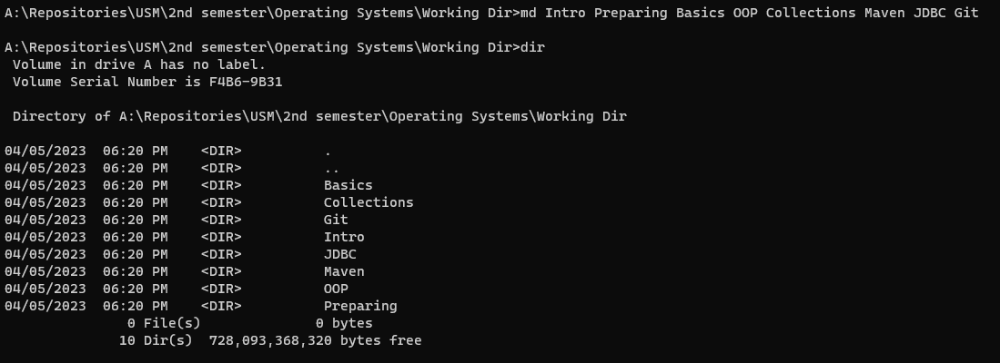 A:\Repositories\USM\2nd semester\Operating Systems\Working Dir>md Intro Preparing Basics OOP Collections Maven JDBC Git
A:\Repositories\USM\2nd semester\Operating Systems\Working Dir>dir
 Volume in drive A has no label.
 Volume Serial Number is F4B6-9B31
 Directory of A:\Repositories\USM\2nd semester\Operating Systems\Working Dir
04/05/2023  06:20 PM    <DIR>          .
04/05/2023  06:20 PM    <DIR>          ..
04/05/2023  06:20 PM    <DIR>          Basics
04/05/2023  06:20 PM    <DIR>          Collections
04/05/2023  06:20 PM    <DIR>          Git
04/05/2023  06:20 PM    <DIR>          Intro
04/05/2023  06:20 PM    <DIR>          JDBC
04/05/2023  06:20 PM    <DIR>          Maven
04/05/2023  06:20 PM    <DIR>          OOP
04/05/2023  06:20 PM    <DIR>          Preparing
               0 File(s)              0 bytes
              10 Dir(s)  728,093,368,320 bytes free